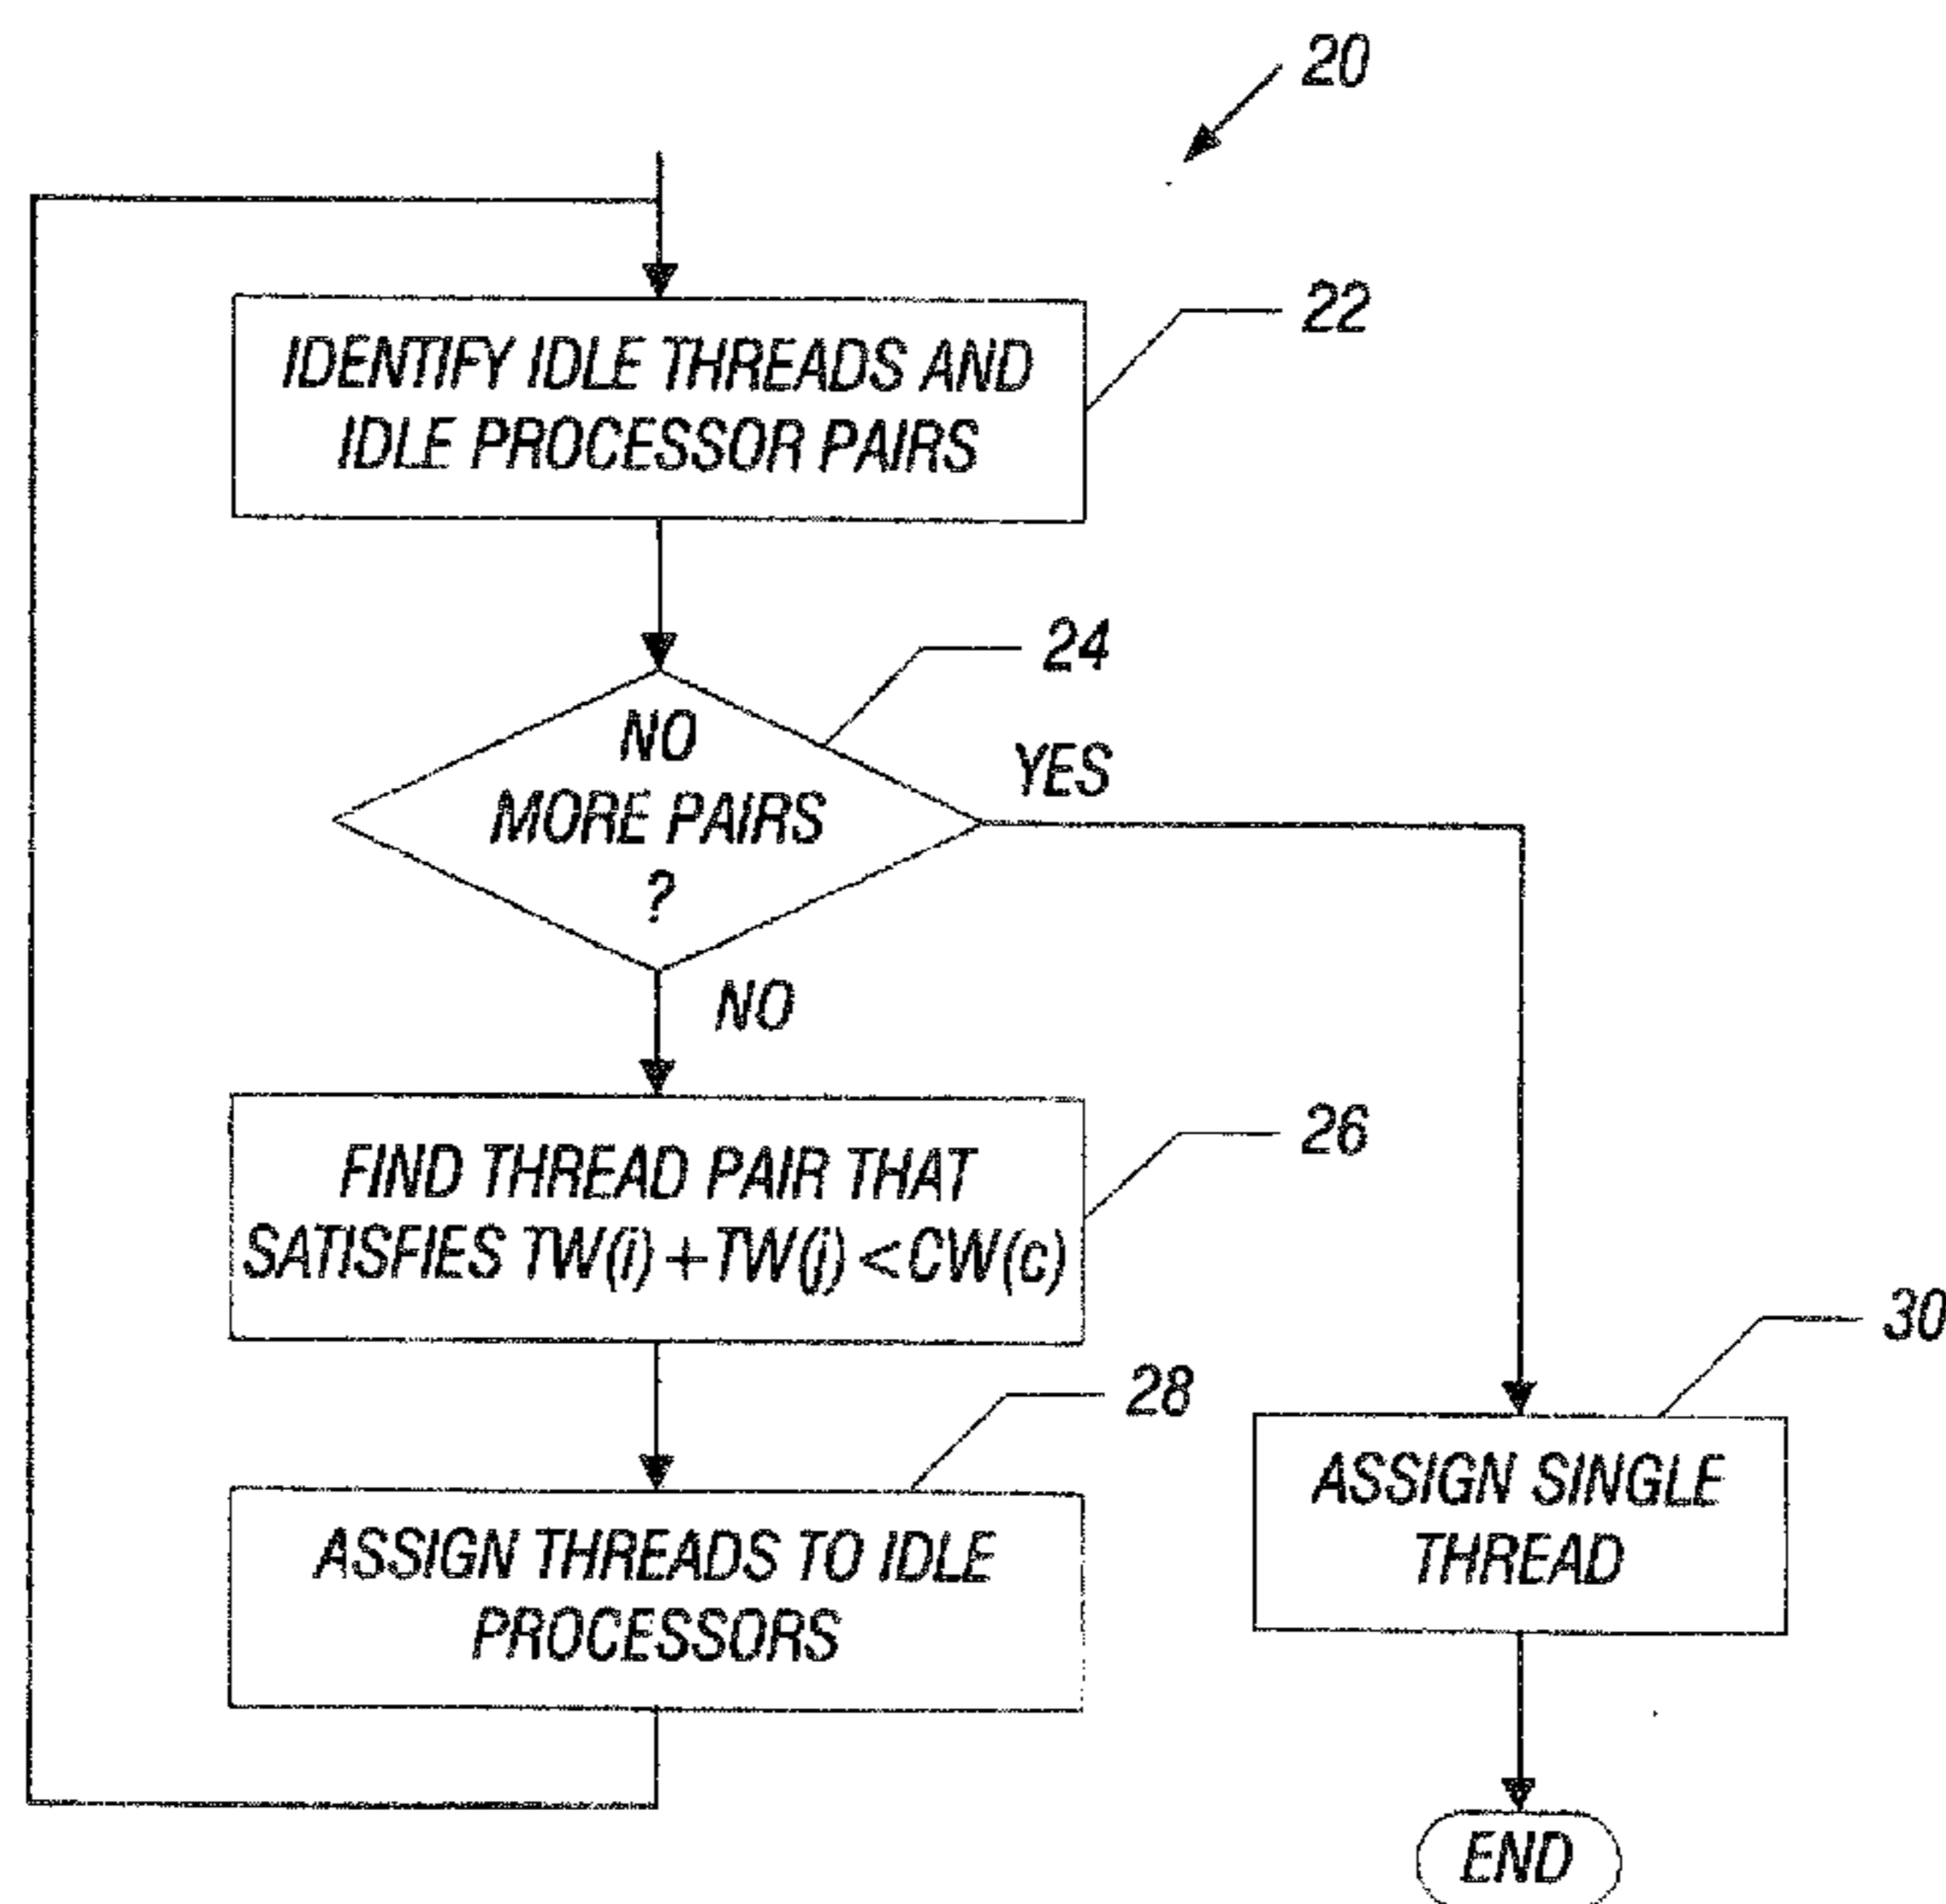 20
IDENTIFY IDLE THREADS AND
IDLE PROCESSOR PAIRS
22
24
NO
MORE PAIRS
?
YES
NO
FIND THREAD PAIR THAT
SATISFIES TW(i)+TW(j)<CW(c)
26
ASSIGN THREADS TO IDLE
PROCESSORS
28
ASSIGN SINGLE
THREAD
30
END